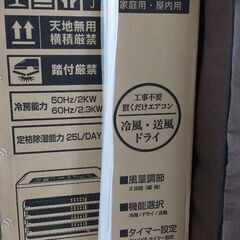 家庭用・屋内用
天地無用
横積厳禁
踏付厳禁
冷房能力 50Hz/2KW
60Hz/2.3KW
定格除湿能力 25L/DAY
工事不要
置くだけエアコン
冷風・送風
ドライ
■風量調節
2段階(強/弱)
■機能選択
冷風/ドライ/送風
■タイマー設定